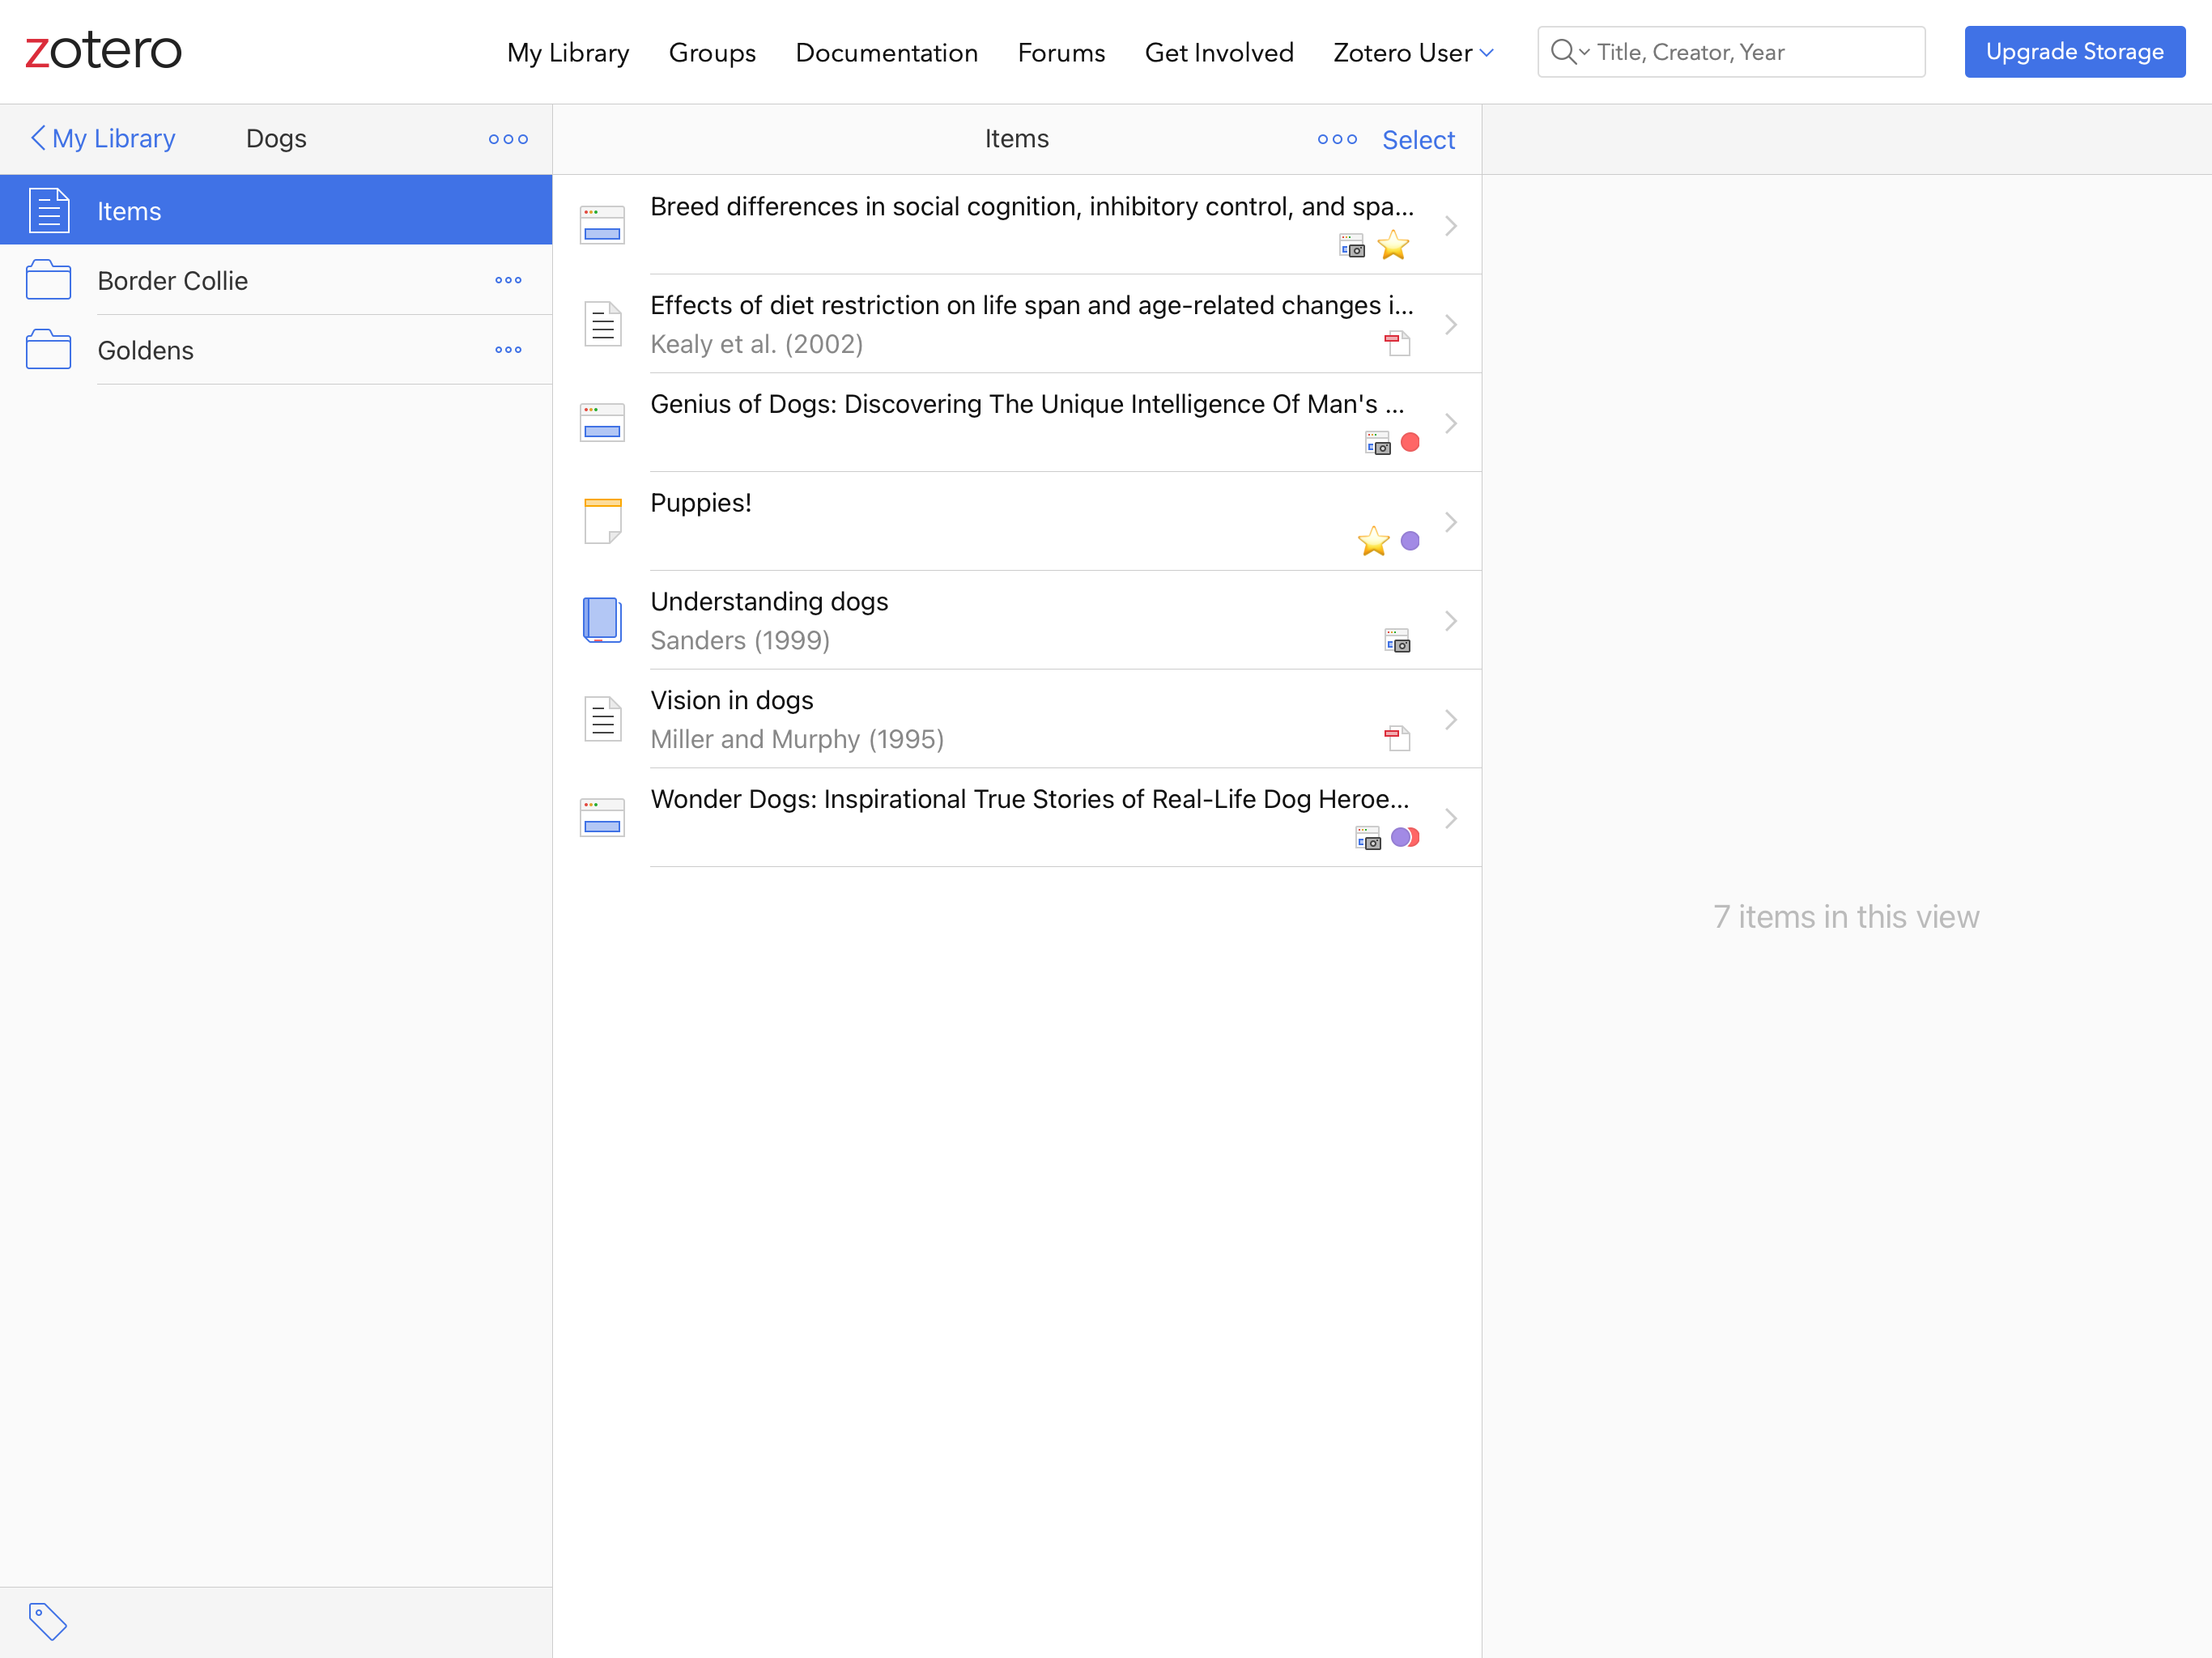 zotero
My Library Groups Documentation Forums Get Involved Zotero User Title, Creator, Year Upgrade Storage
My Library Dogs
Items Select
Items
Border Collie
Goldens
Breed differences in social cognition, inhibitory control, and spa...
Effects of diet restriction on life span and age-related changes i...
Kealy et al. (2002)
Genius of Dogs: Discovering The Unique Intelligence Of Man's ...
Puppies!
Understanding dogs
Sanders (1999)
Vision in dogs
Miller and Murphy (1995)
Wonder Dogs: Inspirational True Stories of Real-Life Dog Heroe...
7 items in this view